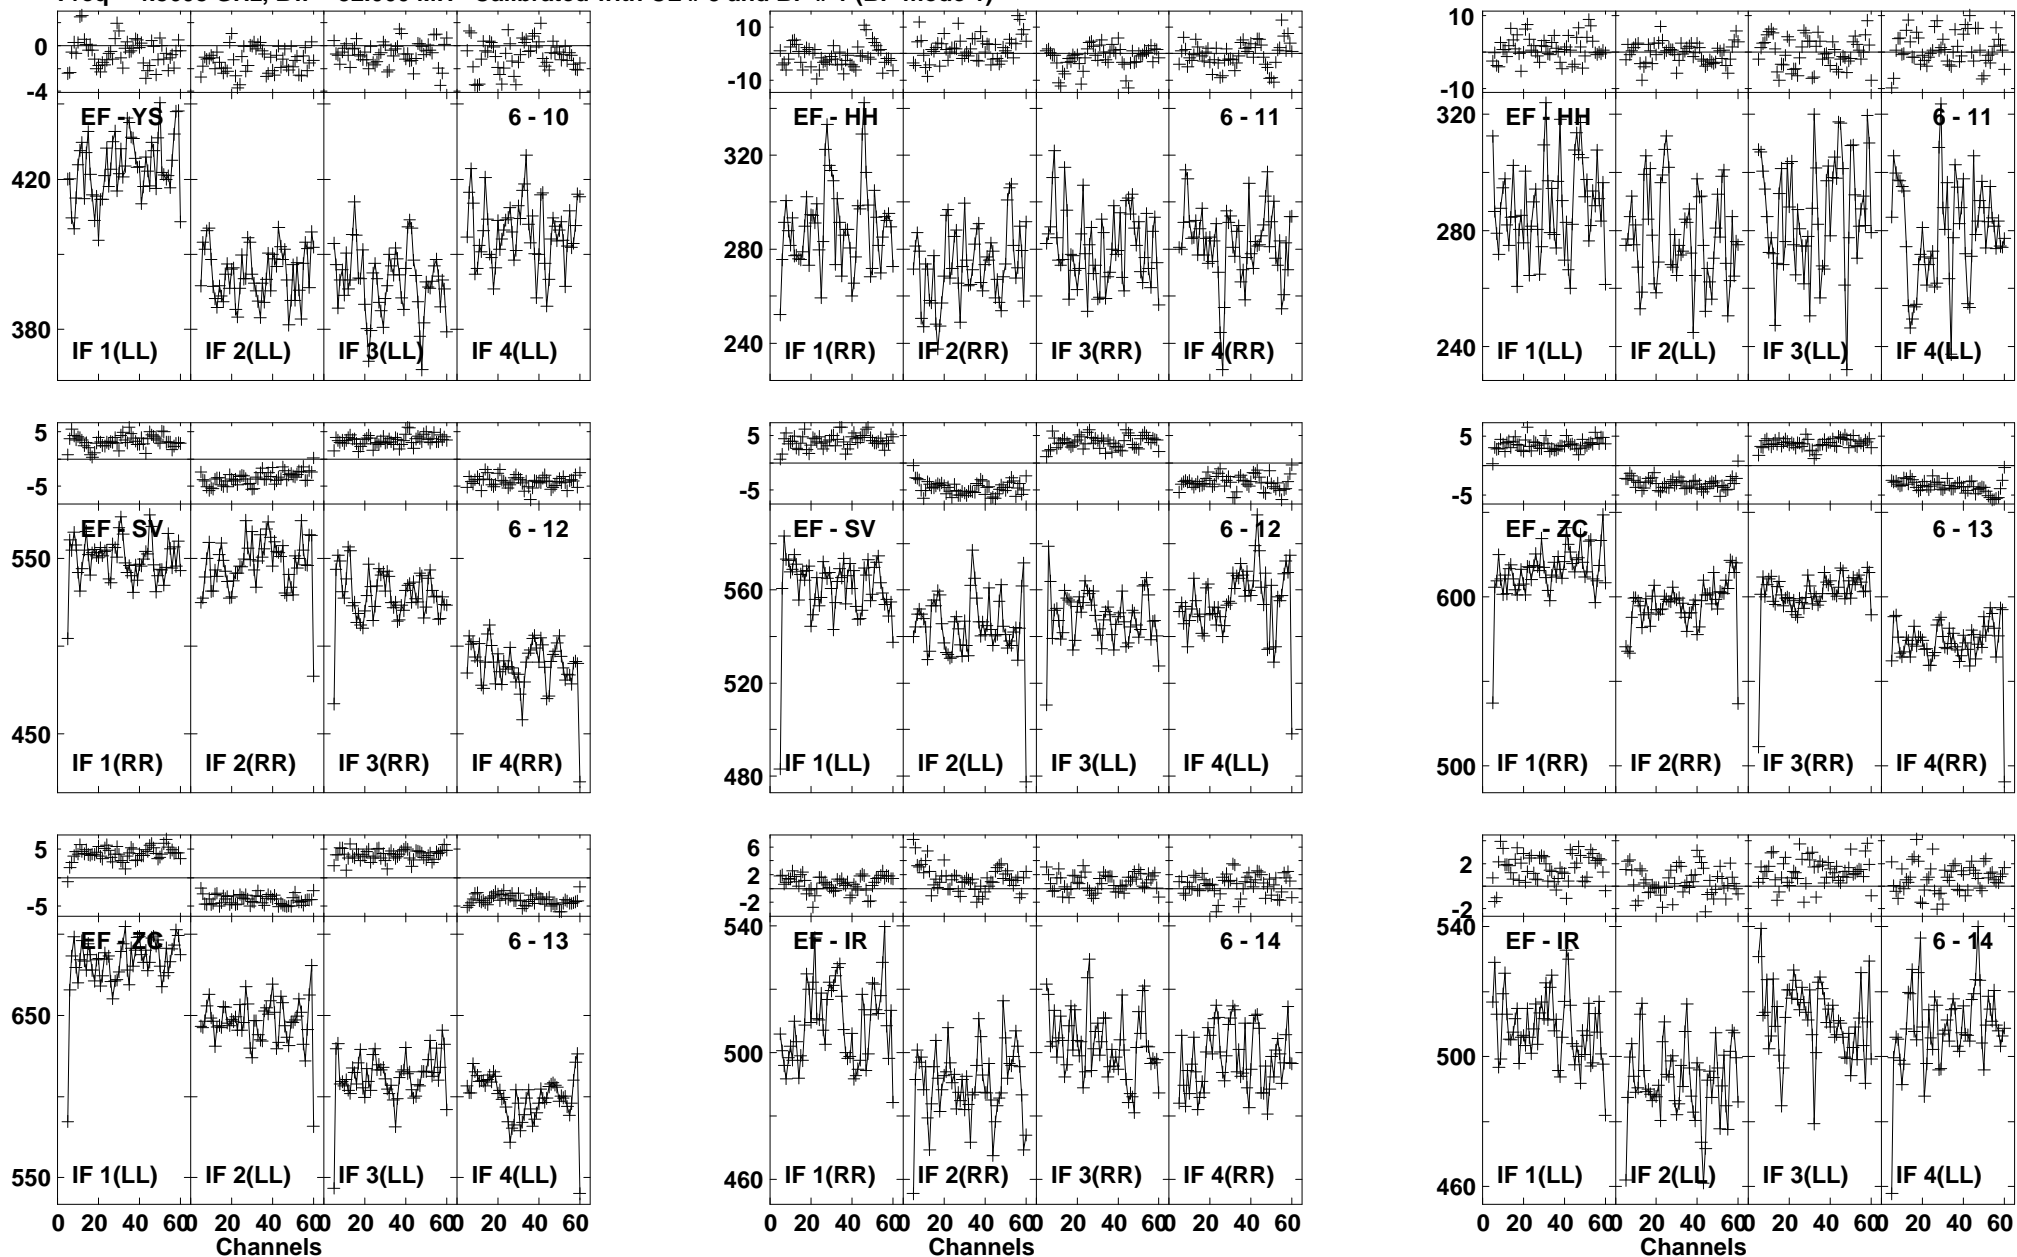 0
-4
EF - YS
6 - 10
420
380
IF 1(LL)
IF 2(LL)
IF 3(LL)
IF 4(LL)
10
-10
EF - HH
6 - 11
320
280
240
IF 1(RR)
IF 2(RR)
IF 3(RR)
IF 4(RR)
10
0
-10
EF - HH
6 - 11
320
280
240
IF 1(LL)
IF 2(LL)
IF 3(LL)
IF 4(LL)
5
-5
EF - SV
6 - 12
550
450
IF 1(RR)
IF 2(RR)
IF 3(RR)
IF 4(RR)
5
-5
EF - SV
6 - 12
560
520
480
IF 1(LL)
IF 2(LL)
IF 3(LL)
IF 4(LL)
5
-5
EF - ZC
6 - 13
600
500
IF 1(RR)
IF 2(RR)
IF 3(RR)
IF 4(RR)
5
-5
EF - ZC
6 - 13
650
550
IF 1(LL)
IF 2(LL)
IF 3(LL)
IF 4(LL)
0 20 40 60 0 20 40 60 0 20 40 60 0 20 40 60
Channels
6
2
-2
EF - IR
6 - 14
540
500
460
IF 1(RR)
IF 2(RR)
IF 3(RR)
IF 4(RR)
0 20 40 60 0 20 40 60 0 20 40 60 0 20 40 60
Channels
2
-2
EF - IR
6 - 14
540
500
460
IF 1(LL)
IF 2(LL)
IF 3(LL)
IF 4(LL)
0 20 40 60 0 20 40 60 0 20 40 60 0 20 40 60
Channels